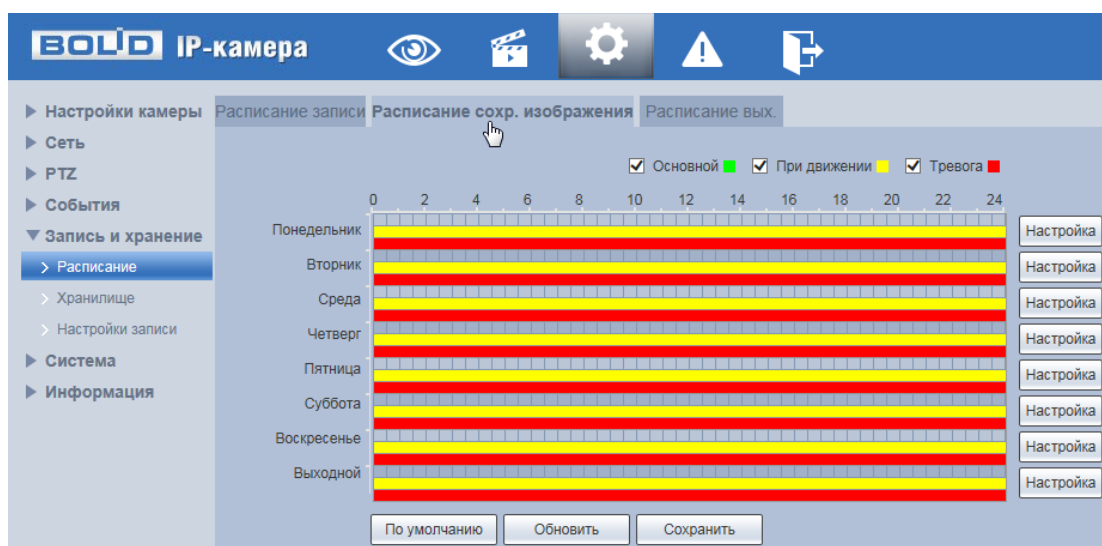 BOLID IP-камера
Настройки камеры
Сеть
PTZ
События
Запись и хранение
Расписание
Хранилище
Настройки записи
Система
Информация
Расписание записи Расписание сохр. изображения Расписание вых.
Основной При движении Тревога
0 2 4 6 8 10 12 14 16 18 20 22 24
Понедельник Настройка
Вторник Настройка
Среда Настройка
Четверг Настройка
Пятница Настройка
Суббота Настройка
Воскресенье Настройка
Выходной Настройка
По умолчанию Обновить Сохранить